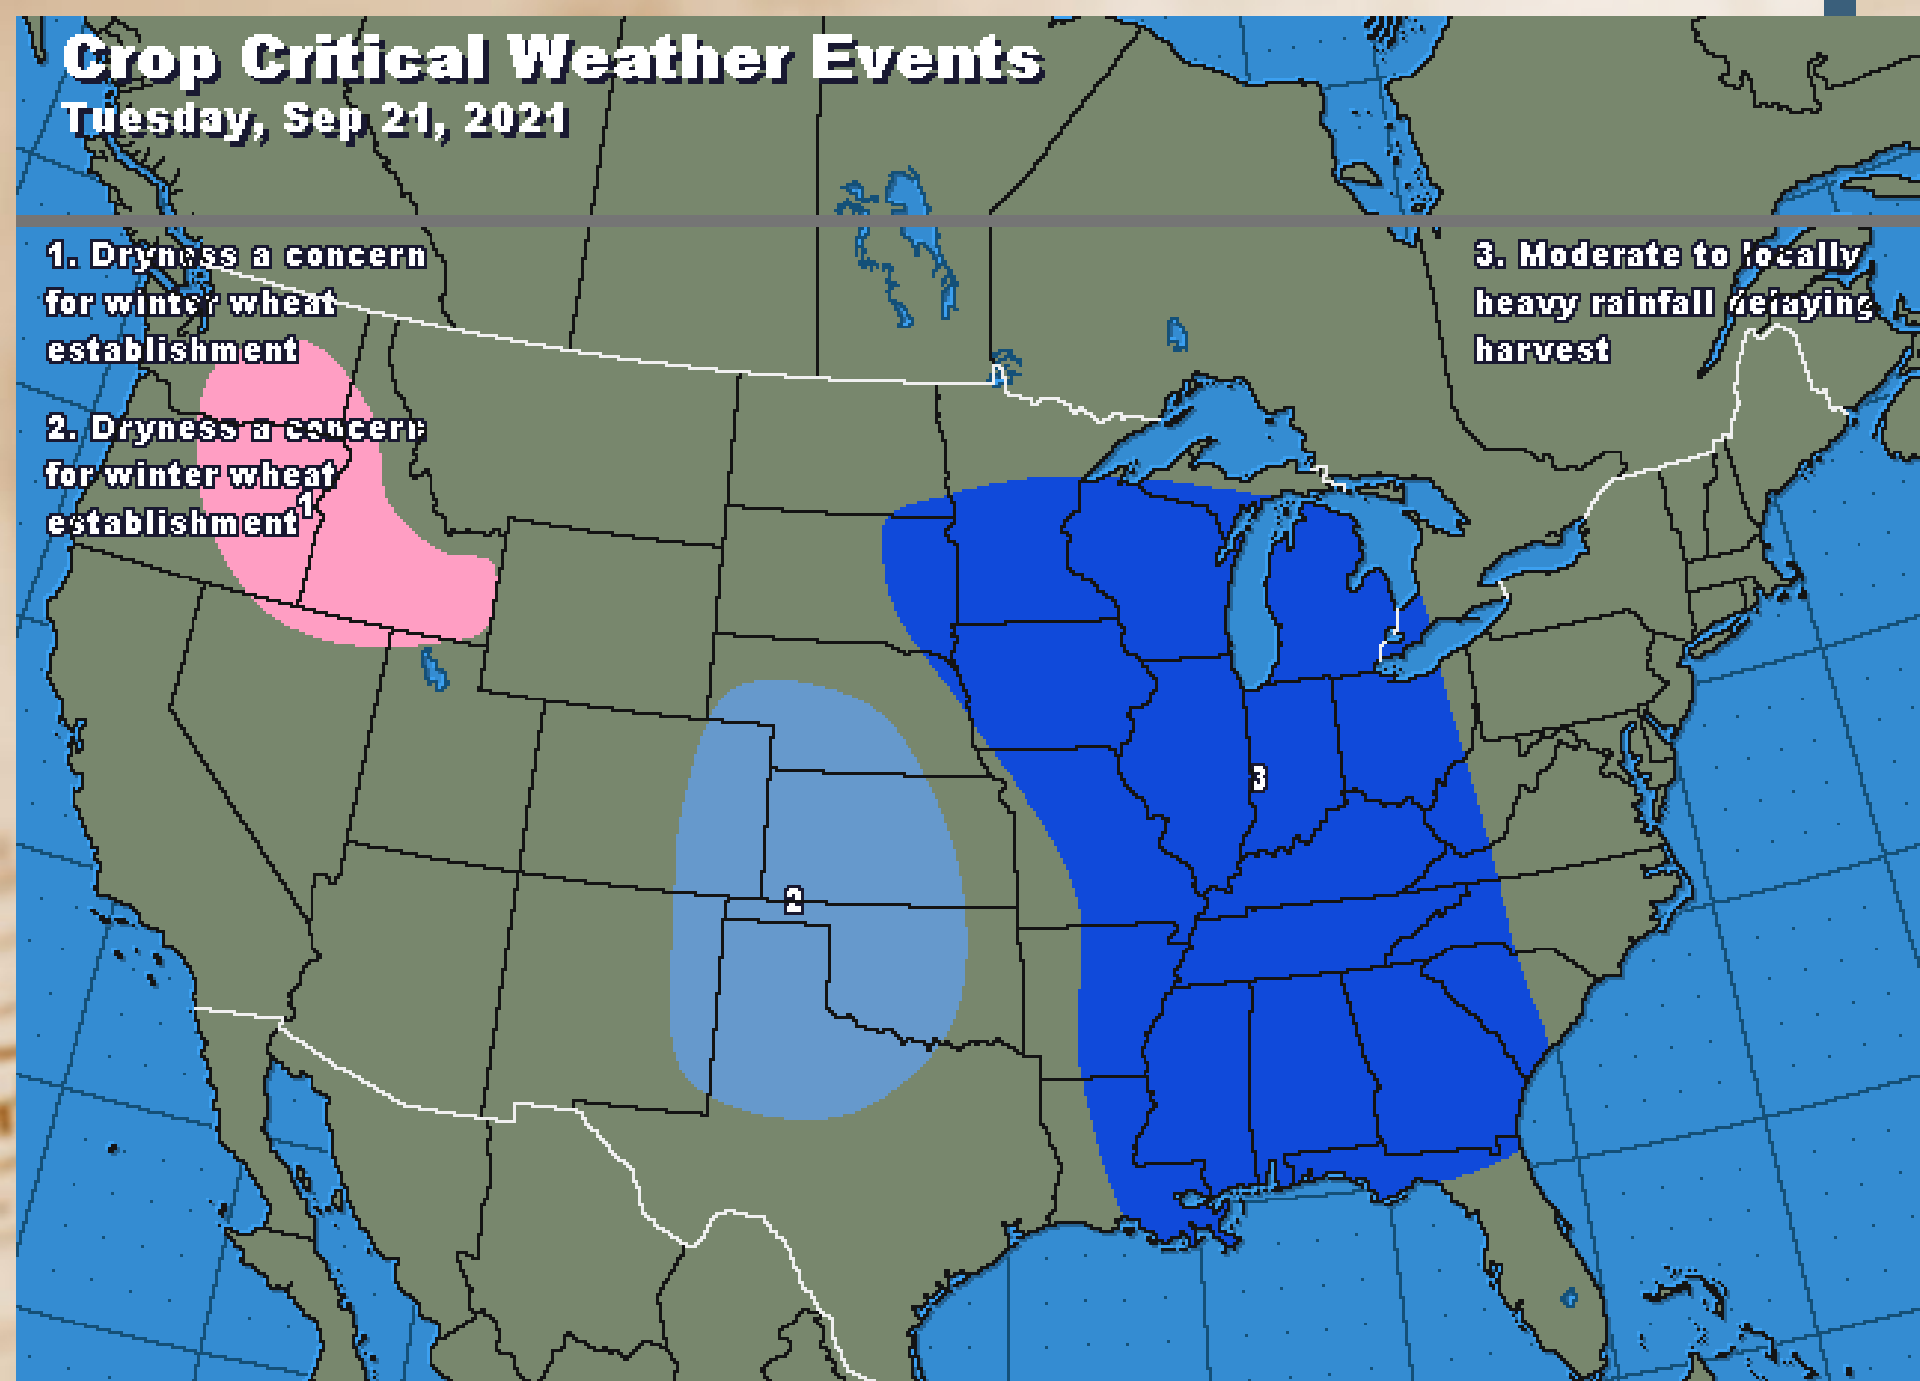 Crop Critical Weather Events
Tuesday, Sep 21, 2021
1. Dryness a concern
for winter wheat
establishment
2. Dryness a concern
for winter wheat
establishment
3. Moderate to locally
heavy rainfall delaying
harvest
1
2
3